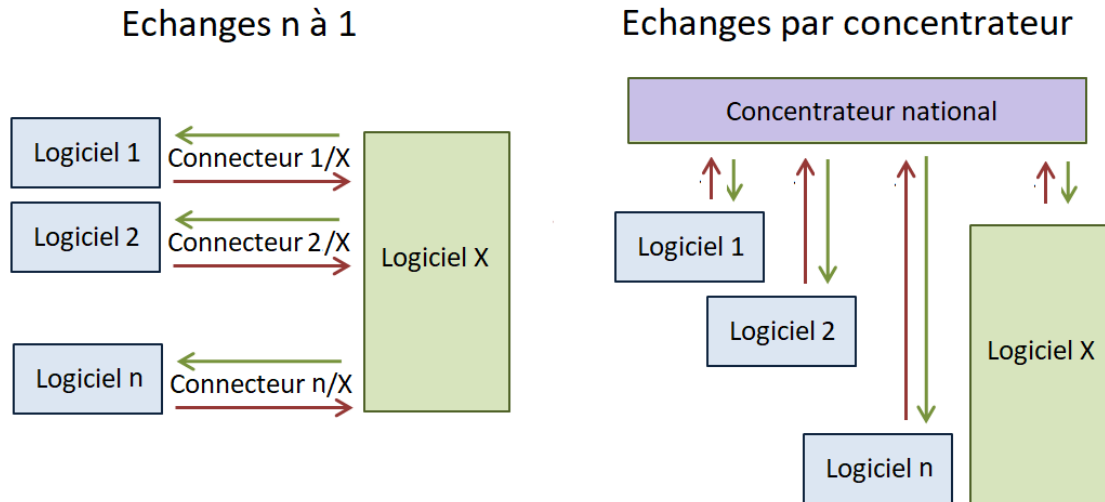 Echanges n à 1
Logiciel 1
Connecteur 1/X
Logiciel 2
Connecteur 2/X
Logiciel X
Logiciel n
Connecteur n/X
Echanges par concentrateur
Concentrateur national
Logiciel 1
Logiciel 2
Logiciel X
Logiciel n